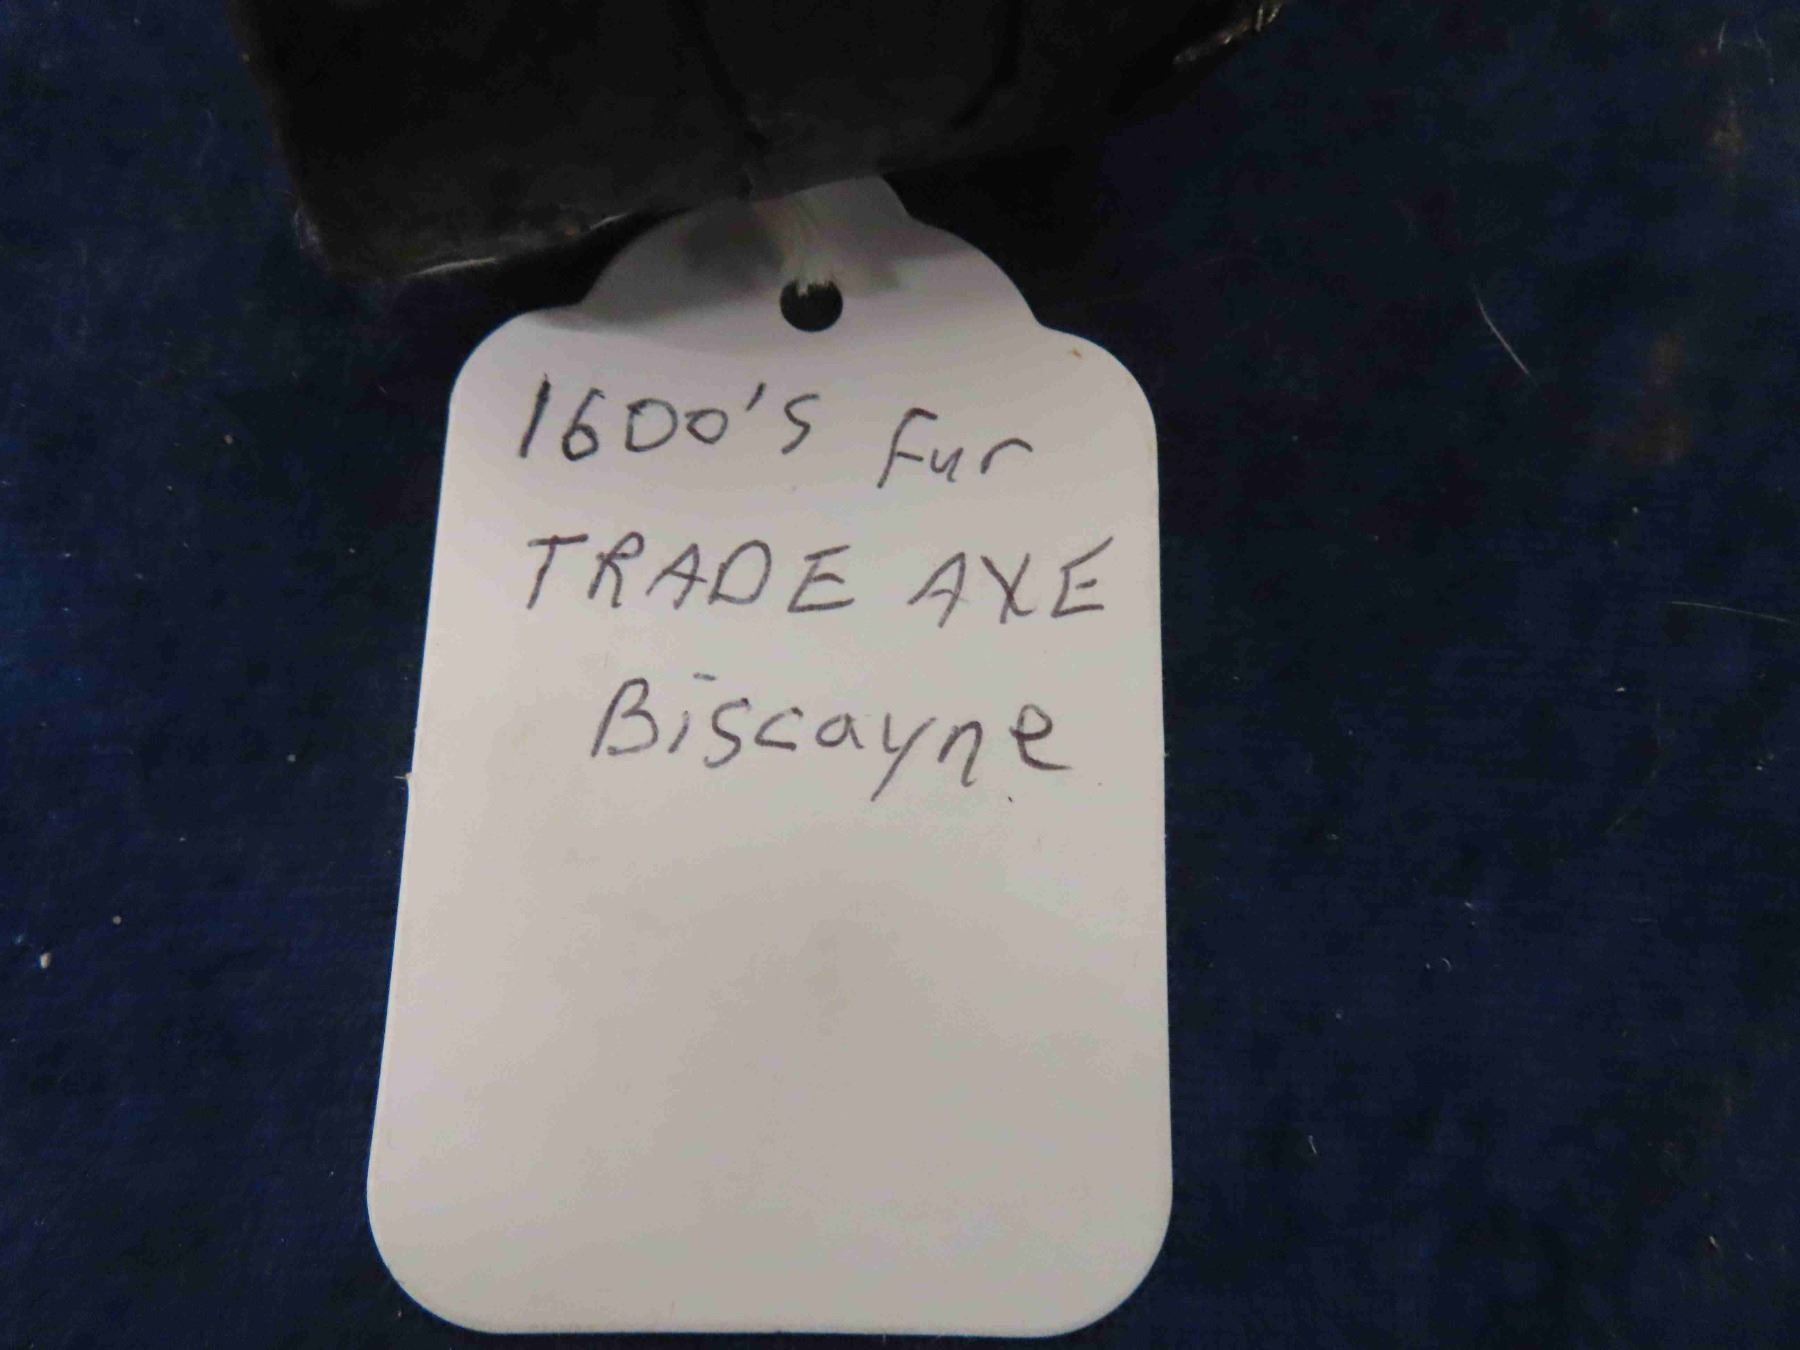 1600's Fur
TRADE AXE
Biscayne